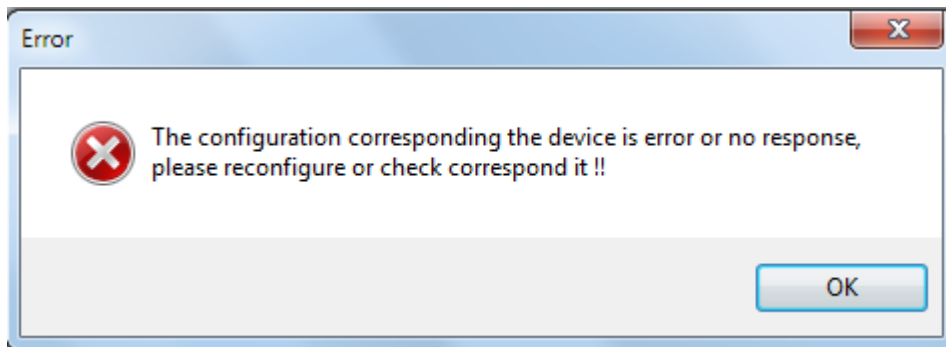 Error
The configuration corresponding the device is error or no response,
please reconfigure or check correspond it !!
OK